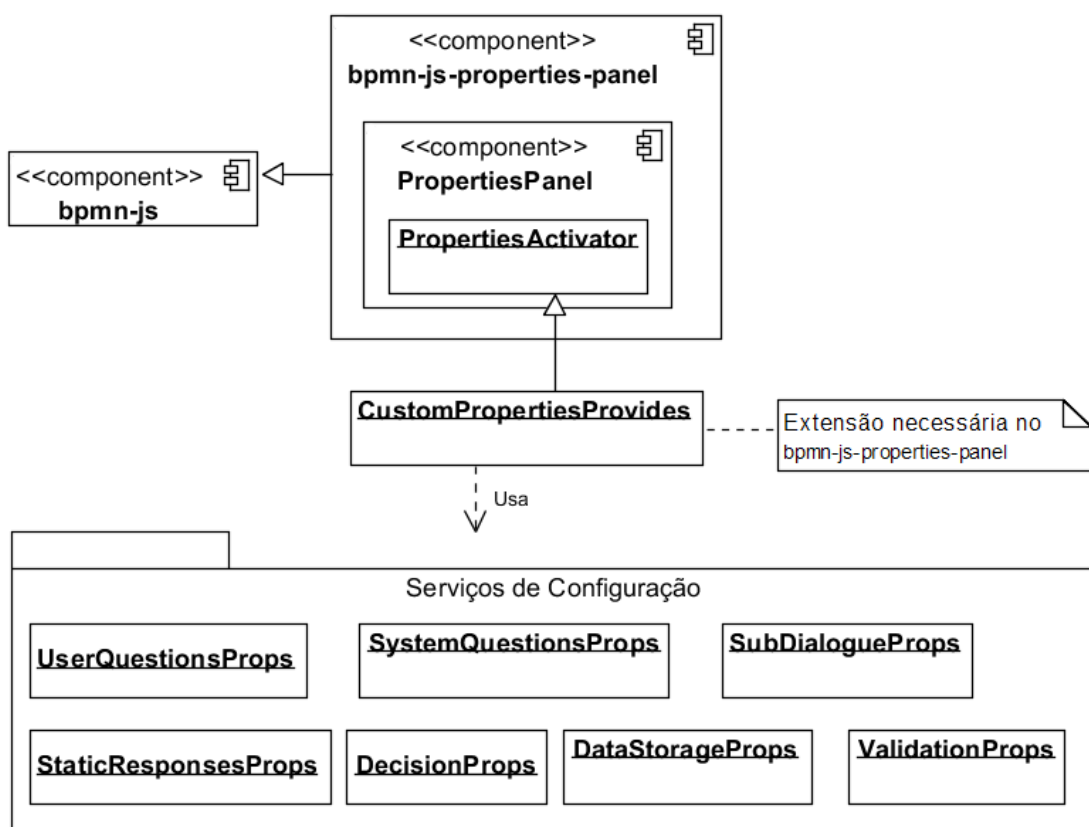 <<component>>
bpmn-js-properties-panel
<<component>>
PropertiesPanel
<<component>>
bpmn-js
PropertiesActivator
CustomPropertiesProvides
Extensão necessária no
bpmn-js-properties-panel
Usa
Serviços de Configuração
UserQuestionsProps
SystemQuestionsProps
SubDialogueProps
StaticResponsesProps
DecisionProps
DataStorageProps
ValidationProps